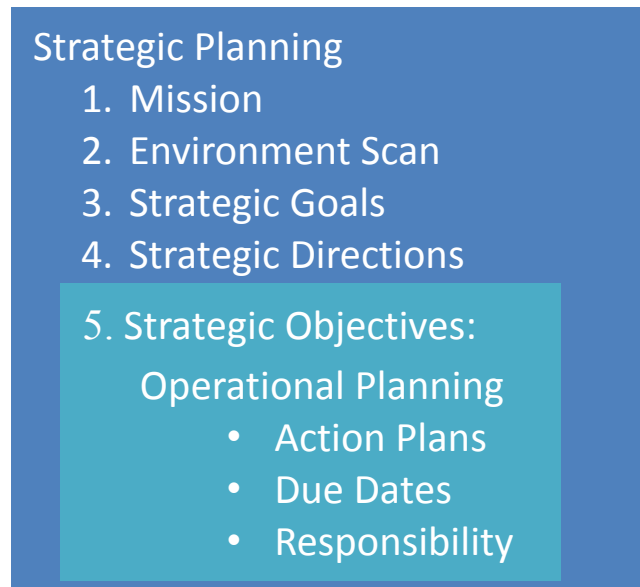 Strategic Planning
1. Mission
2. Environment Scan
3. Strategic Goals
4. Strategic Directions
5. Strategic Objectives:
Operational Planning
• Action Plans
• Due Dates
• Responsibility